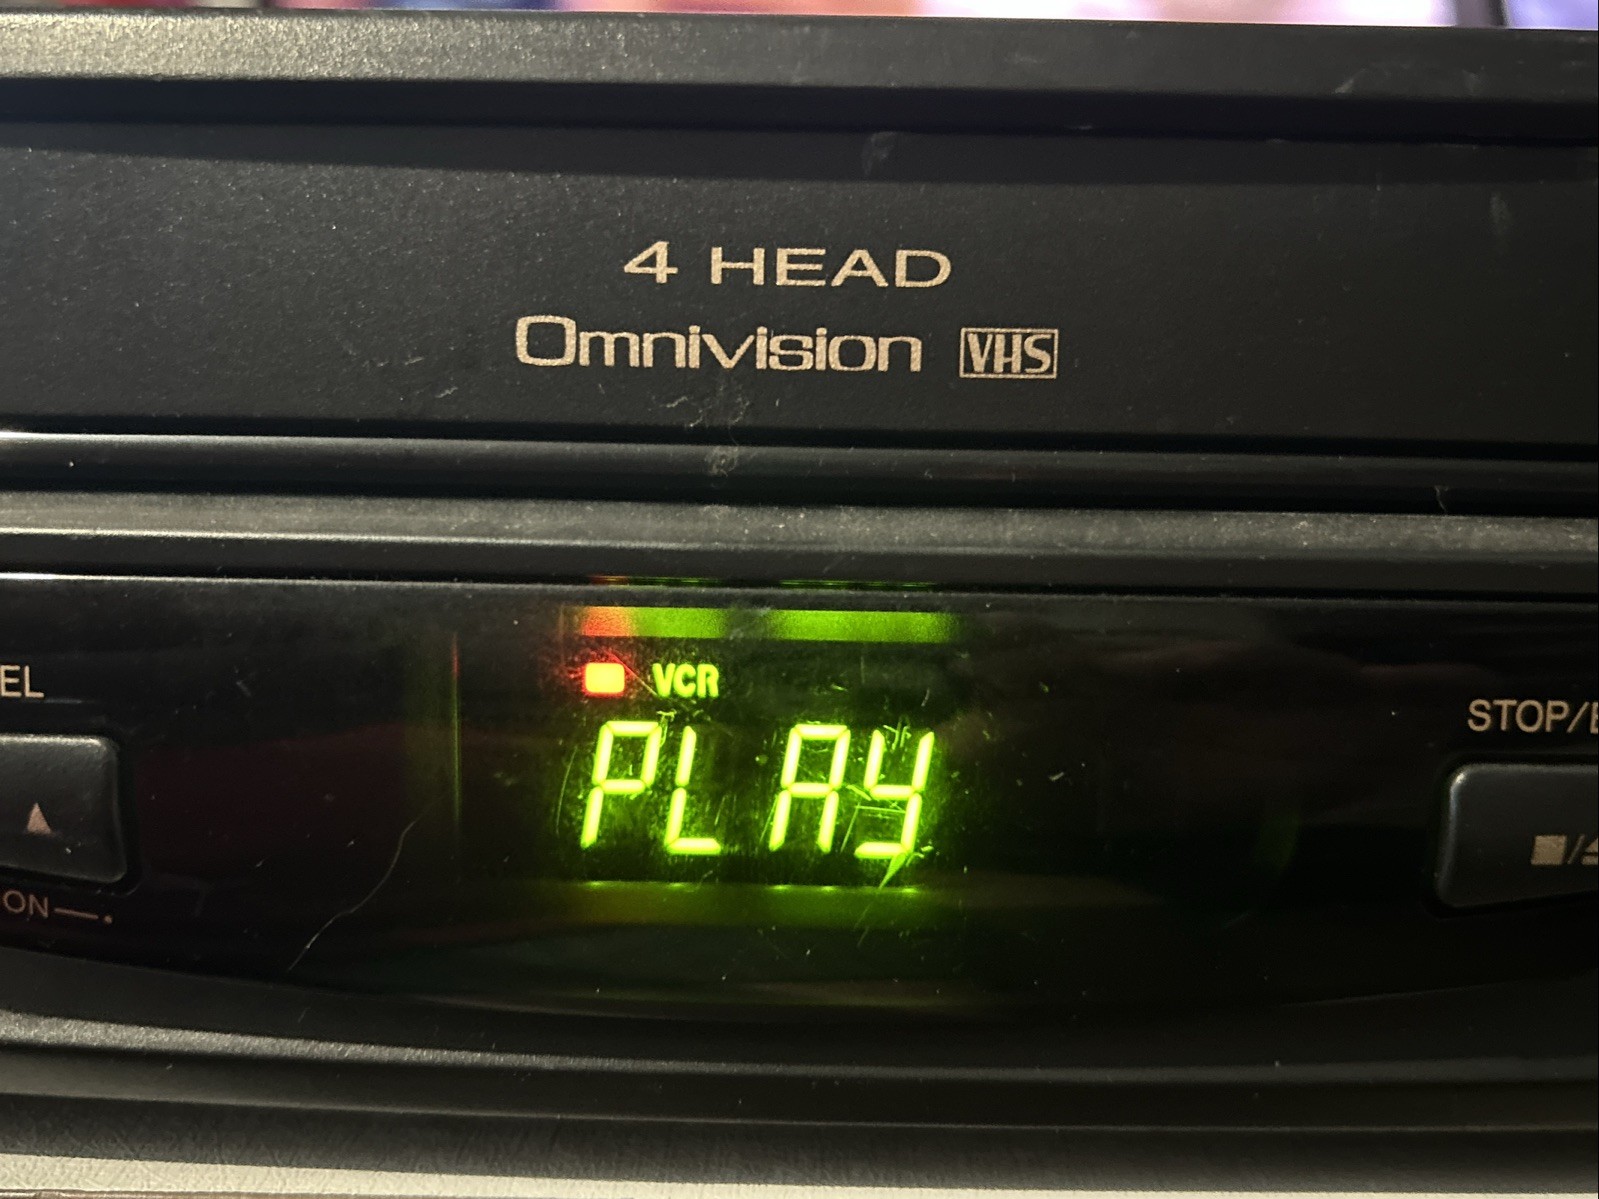 4 HEAD
Omnivision VHS
VCR
PLAY
EL
ON
STOP/E